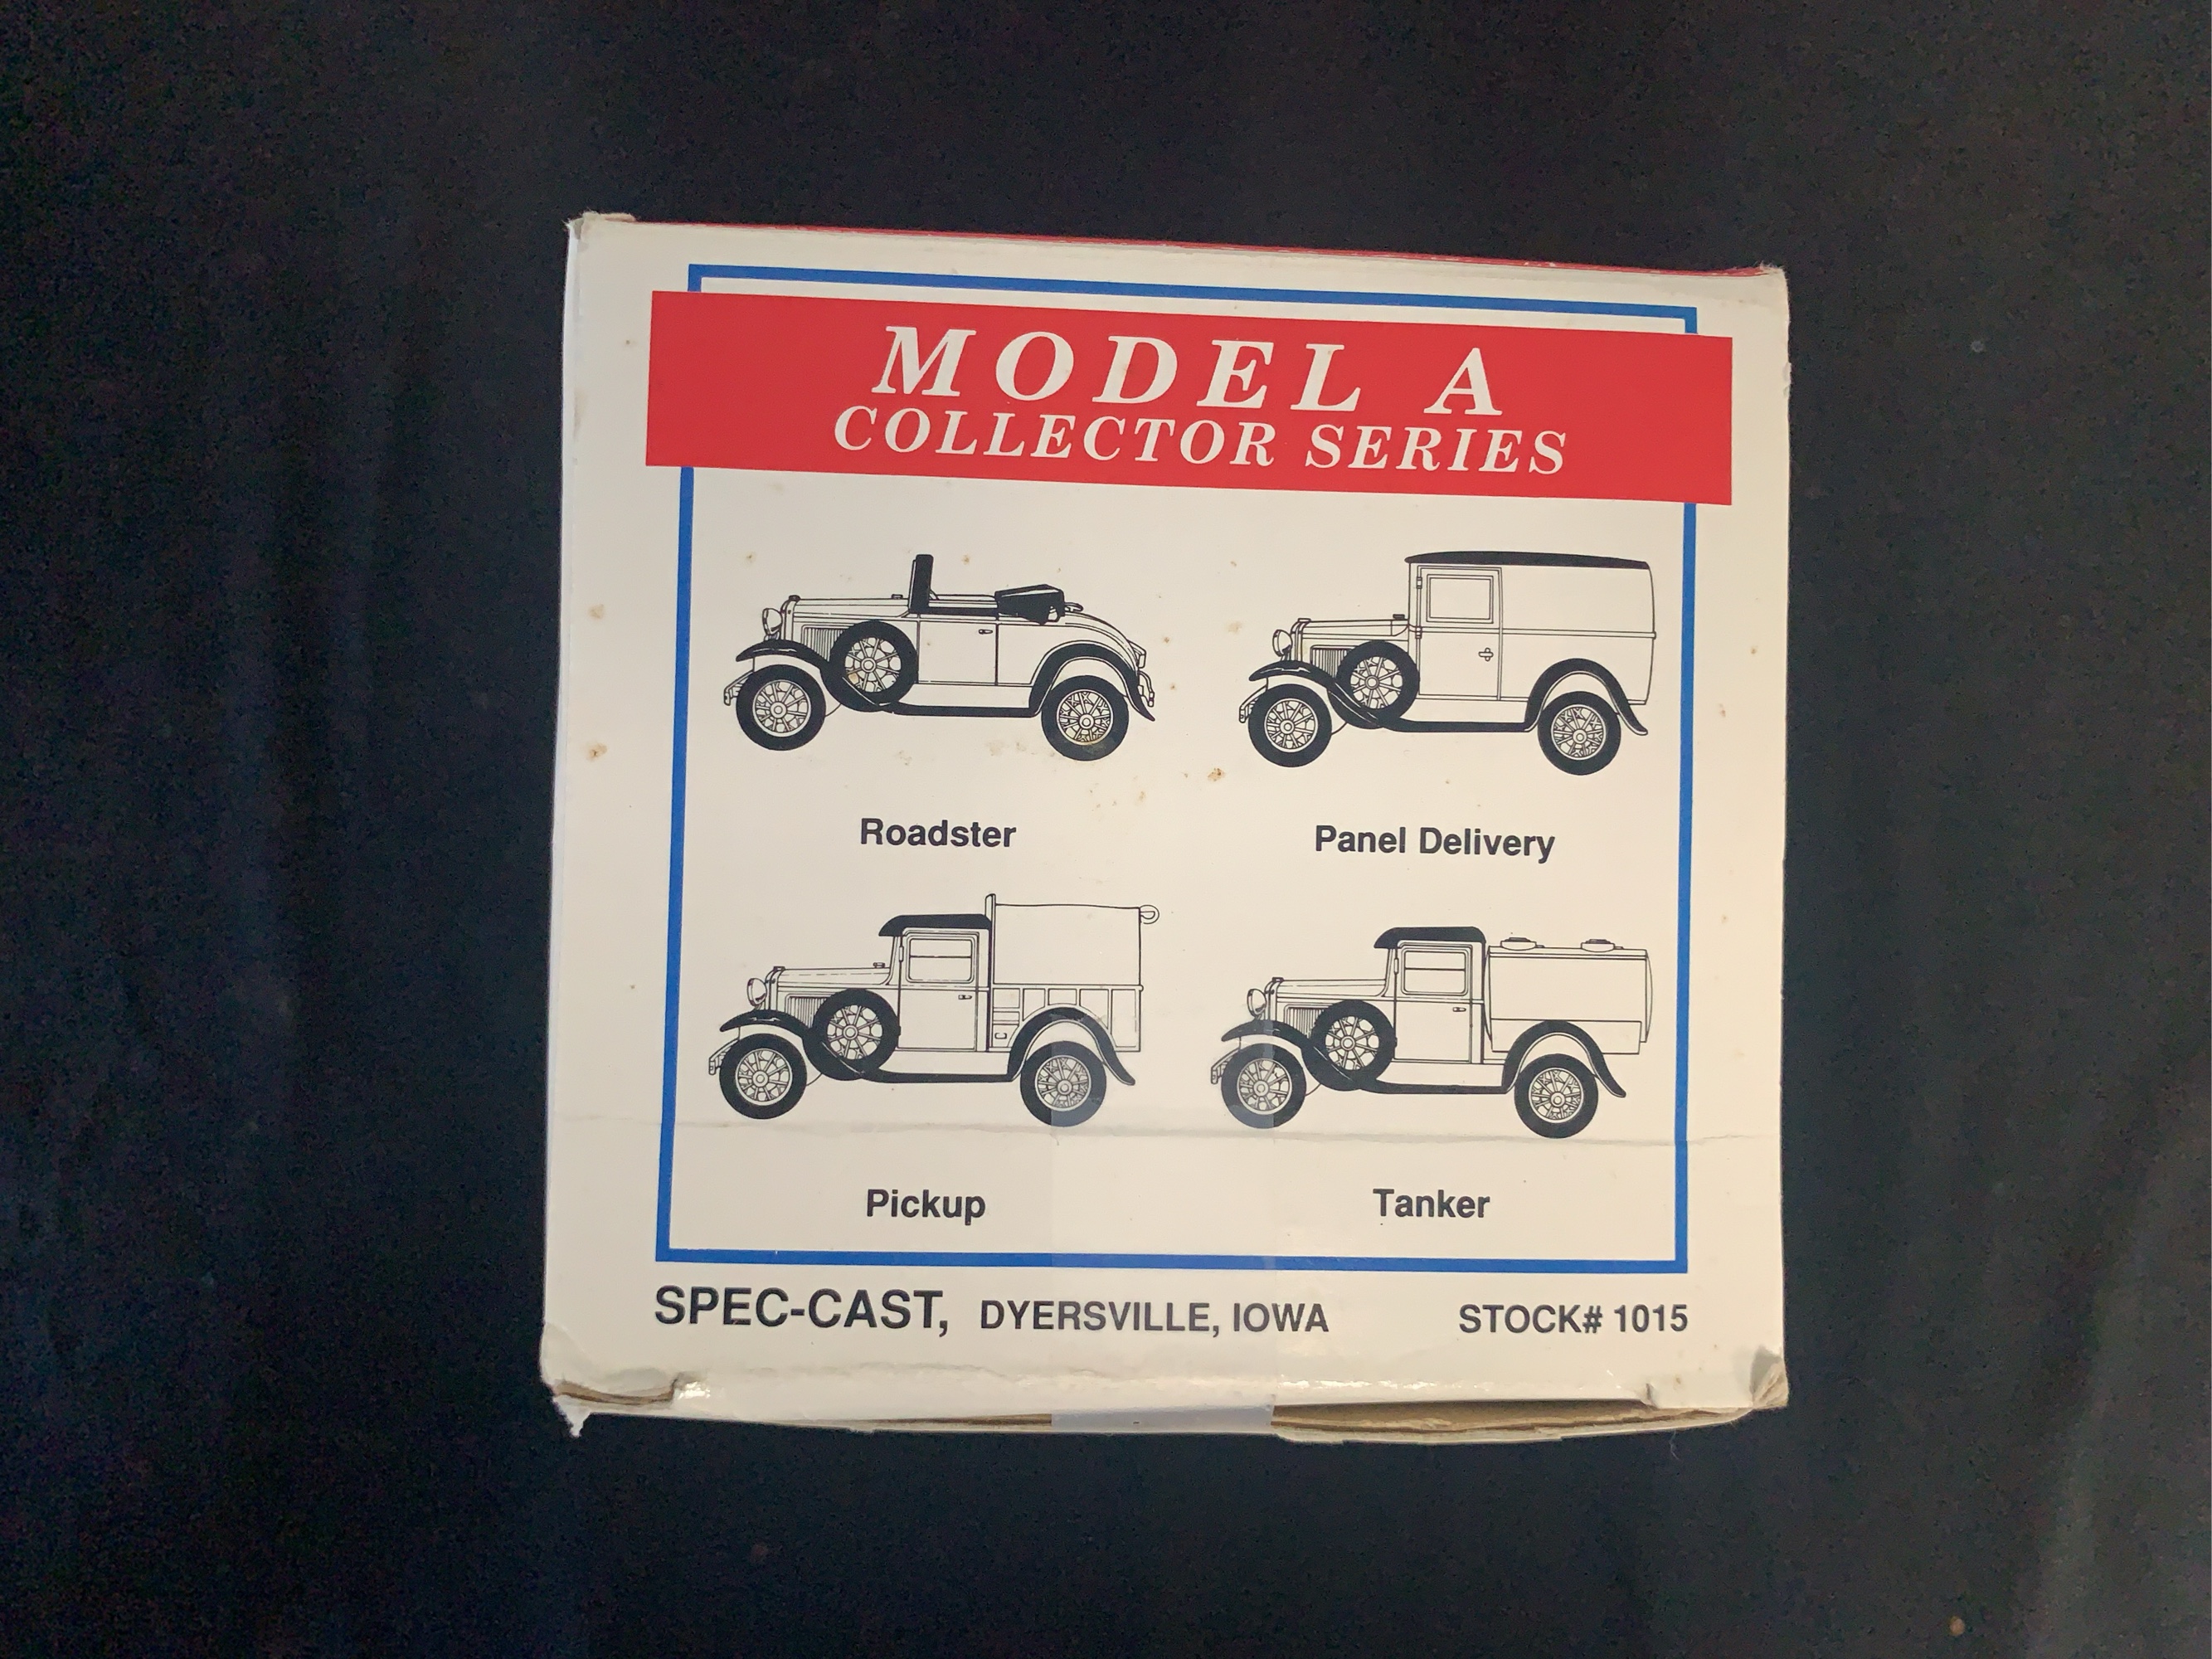 MODEL A
COLLECTOR SERIES
Roadster
Panel Delivery
Pickup
Tanker
SPEC-CAST, DYERSVILLE, IOWA
STOCK# 1015